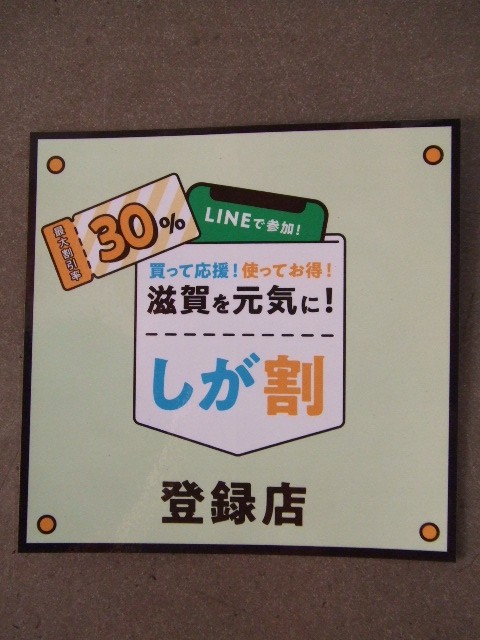 最大割引率
30%
LINEで参加!
買って応援!使ってお得!
滋賀を元気に!
しが割
登録店